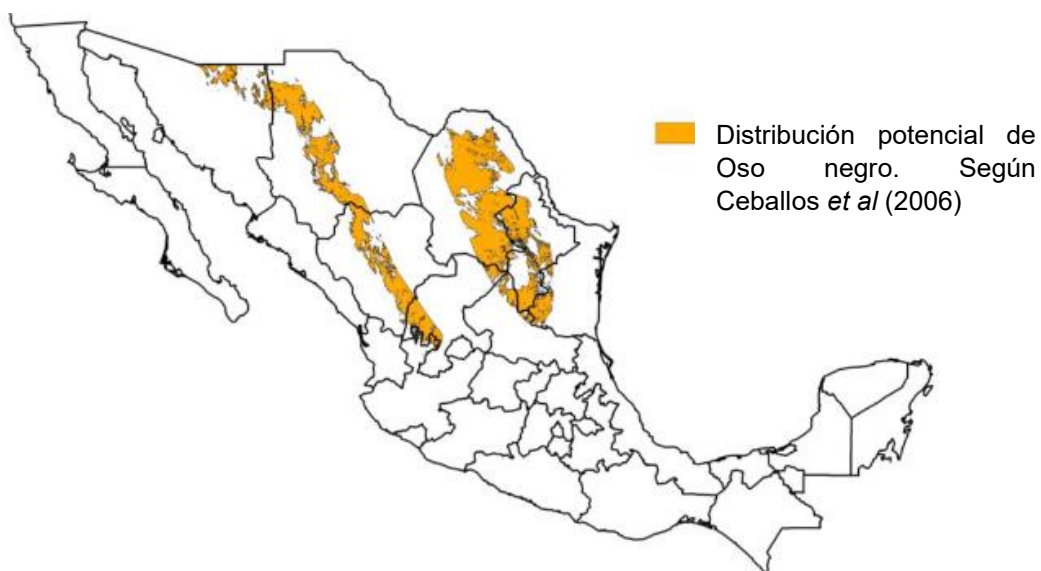 Distribución potencial de
Oso negro. Según
Ceballos et al (2006)